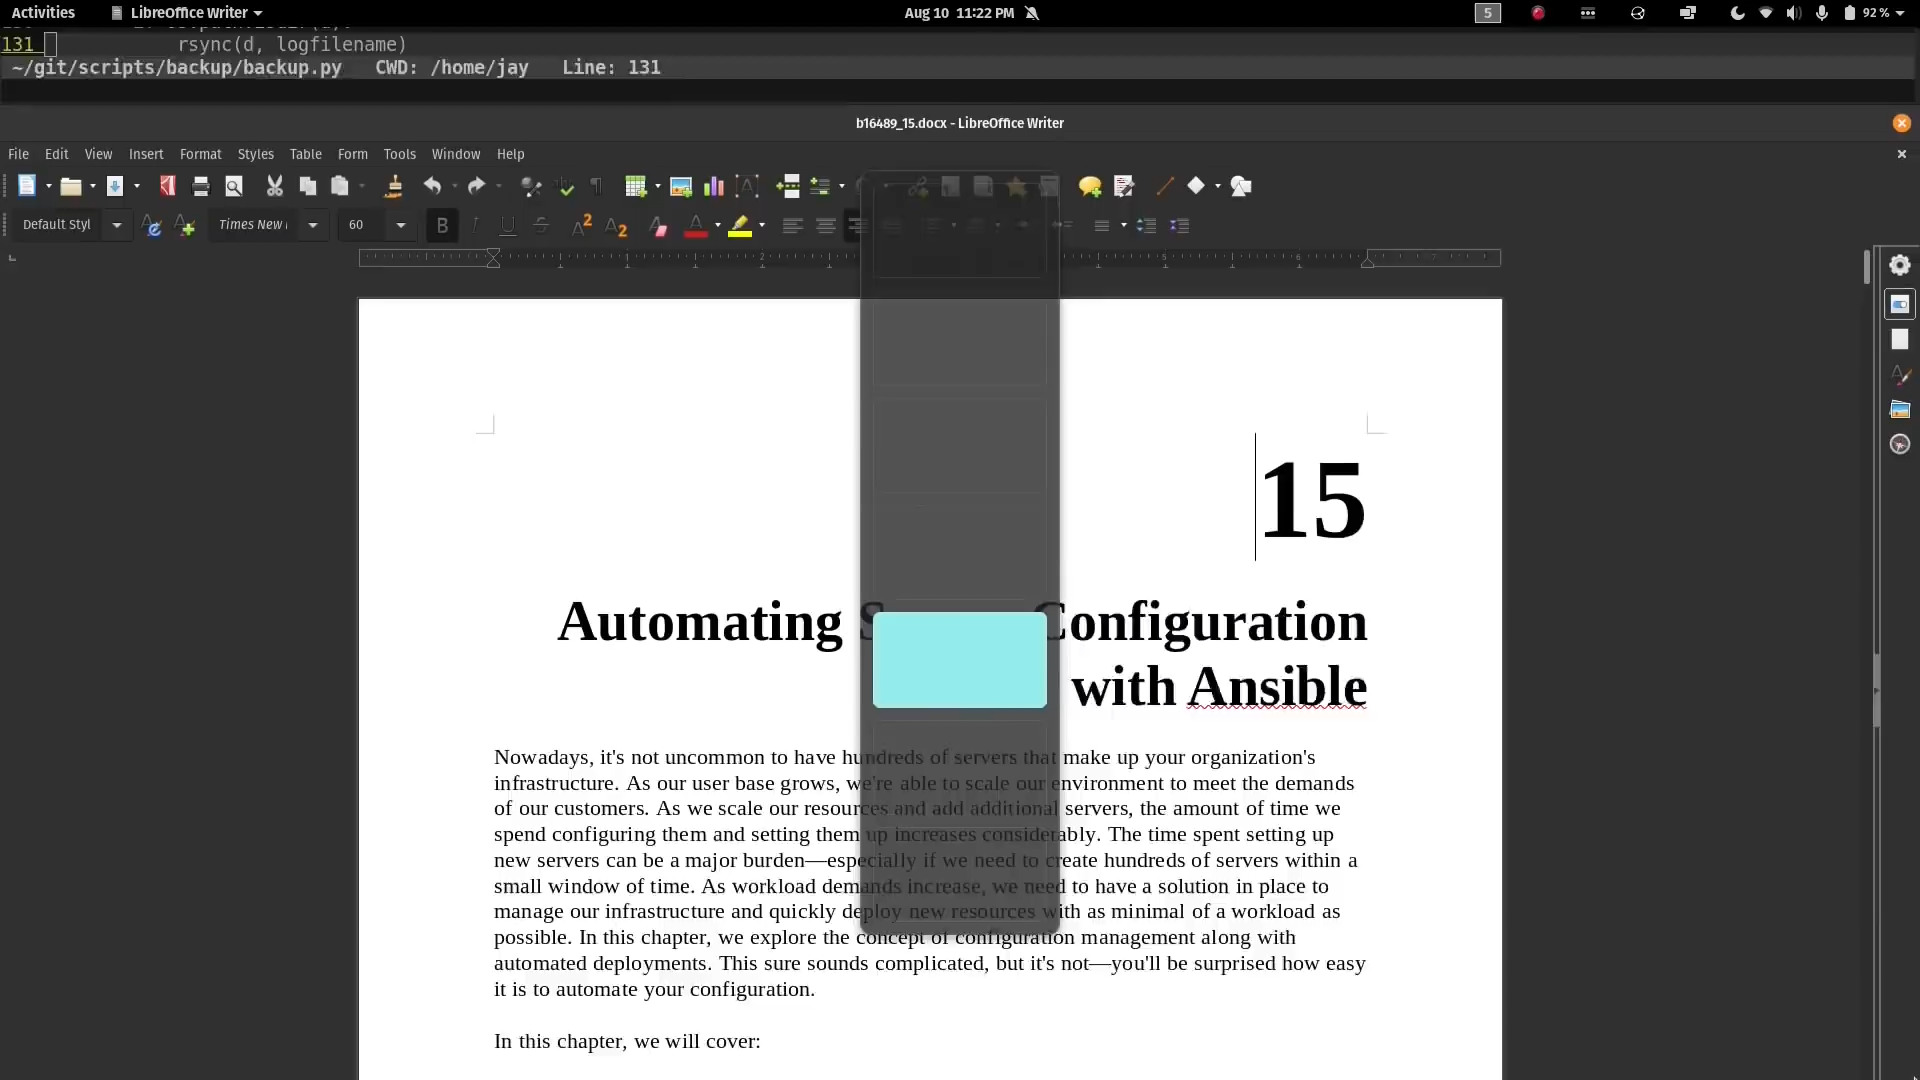 Activities LibreOffice Writer Aug 10 11:22 PM 5 92 %
131 rsync(d, logfilename)
~/git/scripts/backup/backup.py CWD: /home/jay Line: 131
b16489_15.docx - LibreOffice Writer
File Edit View Insert Format Styles Table Form Tools Window Help
Default Styl Times New 60
15
Automating Configuration
with Ansible
Nowadays, it's not uncommon to have hundreds of servers that make up your organization's
infrastructure. As our user base grows, we're able to scale our environment to meet the demands
of our customers. As we scale our resources and add additional servers, the amount of time we
spend configuring them and setting them up increases considerably. The time spent setting up
new servers can be a major burden—especially if we need to create hundreds of servers within a
small window of time. As workload demands increase, we need to have a solution in place to
manage our infrastructure and quickly deploy new resources with as minimal of a workload as
possible. In this chapter, we explore the concept of configuration management along with
automated deployments. This sure sounds complicated, but it's not—you'll be surprised how easy
it is to automate your configuration.
In this chapter, we will cover: